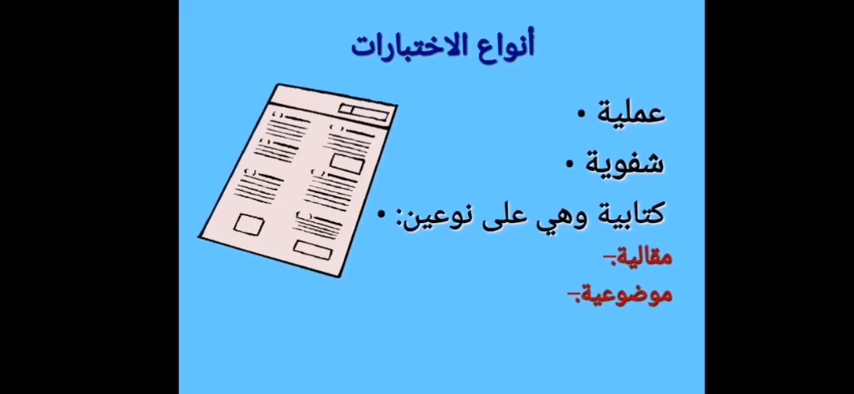 أنواع الاختبارات
عملية •
شفوية •
كتابية وهي على نوعين: •
مقالية.–
موضوعية.–